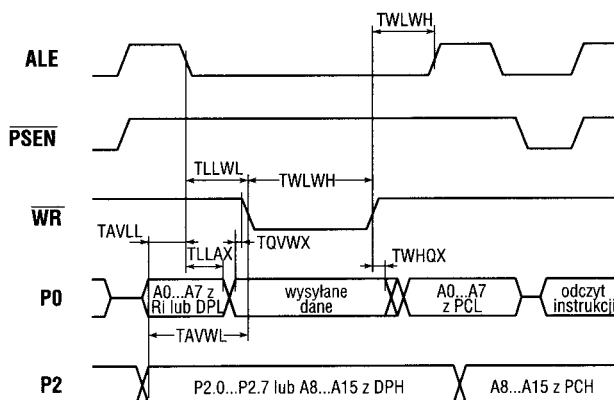 TWLWH
ALE
PSEN
TLLWL
TWLWH
WR
TAVLL
TQVWX
TLLAX
TWHQX
P0
A0...A7 z
Ri lub DPL
wysyłane
dane
A0...A7
z PCL
odczyt
instrukcji
TAVWL
P2
P2.0...P2.7 lub A8...A15 z DPH
A8...A15 z PCH